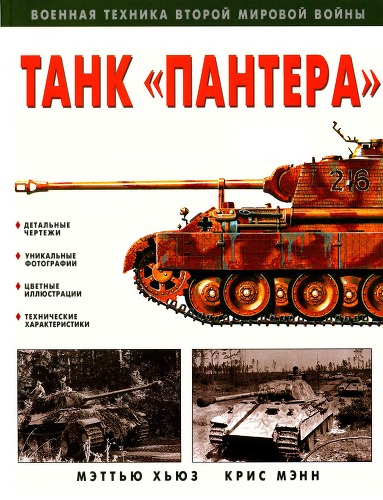 ВОЕННАЯ ТЕХНИКА ВТОРОЙ МИРОВОЙ ВОЙНЫ
ТАНК «ПАНТЕРА»
216
ДЕТАЛЬНЫЕ
ЧЕРТЕЖИ
УНИКАЛЬНЫЕ
ФОТОГРАФИИ
ЦВЕТНЫЕ
ИЛЛЮСТРАЦИИ
ТЕХНИЧЕСКИЕ
ХАРАКТЕРИСТИКИ
МЭТТЬЮ ХЬЮЗ КРИС МЭНН